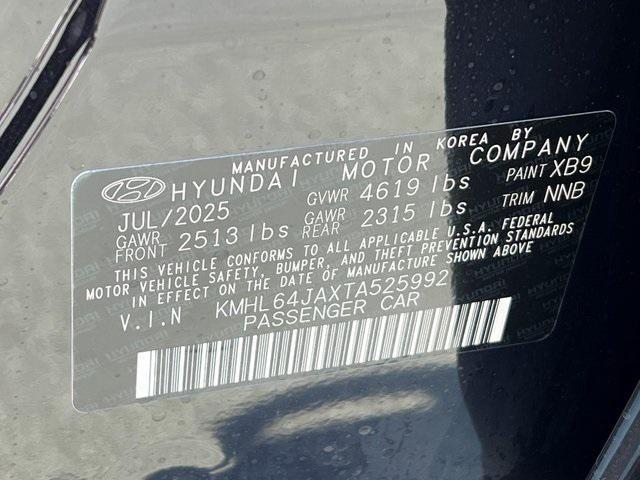 MANUFACTURED IN KOREA BY
HYUNDAI MOTOR COMPANY
JUL/2025 GVWR 4619 lbs PAINT XB9
GAWR FRONT 2513 lbs GAWR REAR 2315 lbs TRIM NNB
THIS VEHICLE CONFORMS TO ALL APPLICABLE U.S.A. FEDERAL
MOTOR VEHICLE SAFETY, BUMPER, AND THEFT PREVENTION STANDARDS
IN EFFECT ON THE DATE OF MANUFACTURE SHOWN ABOVE
V.I.N KMHL64JAXTA525992
PASSENGER CAR